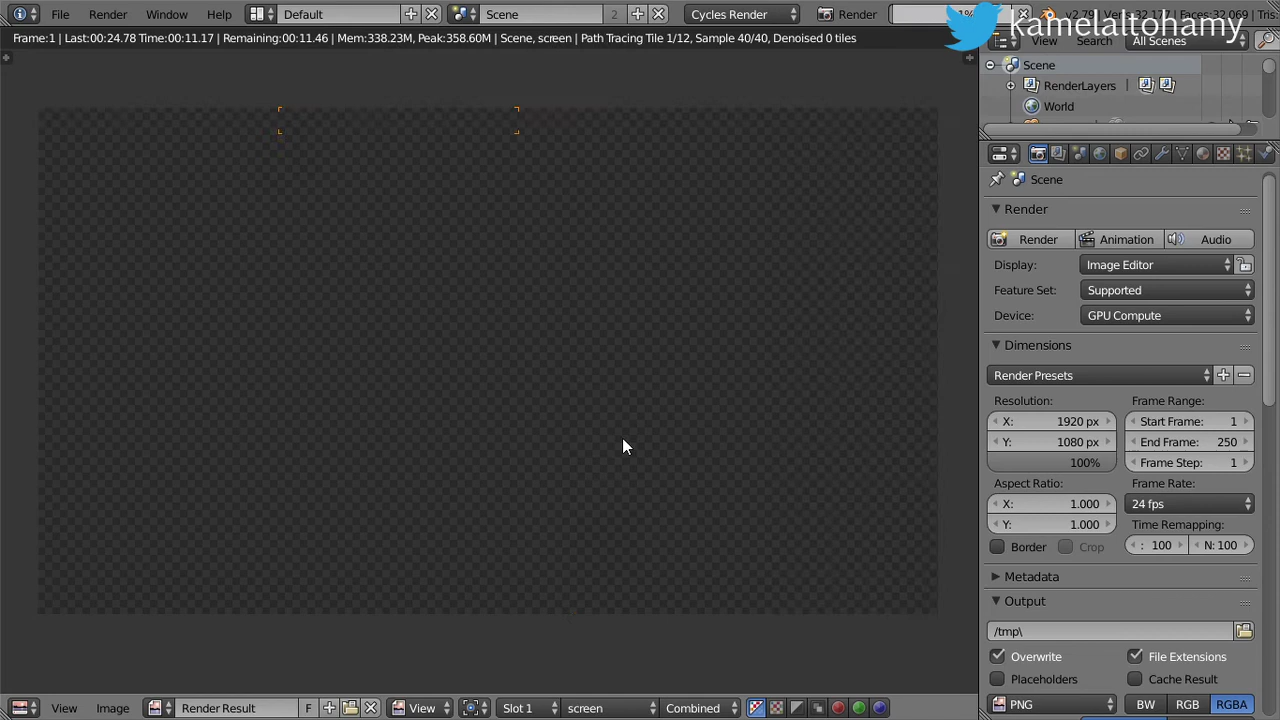 File Render Window Help Default Scene 2 Cycles Render Render 1%
kamelaltohamy
Frame:1 | Last:00:24.78 Time:00:11.17 | Remaining:00:11.46 | Mem:338.23M, Peak:358.60M | Scene, screen | Path Tracing Tile 1/12, Sample 40/40, Denoised 0 tiles
View Search All Scenes
Scene
RenderLayers
World
Scene
Render
Render Animation Audio
Display: Image Editor
Feature Set: Supported
Device: GPU Compute
Dimensions
Render Presets
Resolution: Frame Range:
X: 1920 px Start Frame: 1
Y: 1080 px End Frame: 250
100% Frame Step: 1
Aspect Ratio: Frame Rate:
X: 1.000 24 fps
Y: 1.000 Time Remapping:
Border Crop : 100 N: 100
Metadata
Output
/tmp\
Overwrite File Extensions
Placeholders Cache Result
PNG BW RGB RGBA
View Image Render Result F View Slot 1 screen Combined